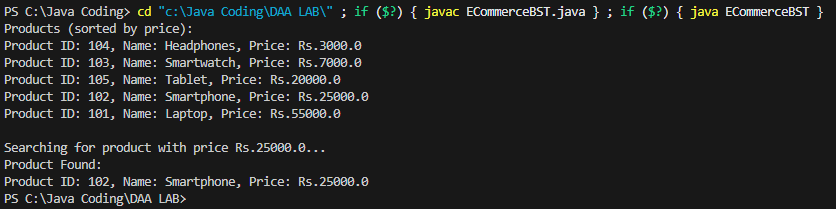 PS C:\Java Coding> cd "c:\Java Coding\DAA LAB\" ; if ($?) { javac ECommerceBST.java } ; if ($?) { java ECommerceBST }
Products (sorted by price):
Product ID: 104, Name: Headphones, Price: Rs.3000.0
Product ID: 103, Name: Smartwatch, Price: Rs.7000.0
Product ID: 105, Name: Tablet, Price: Rs.20000.0
Product ID: 102, Name: Smartphone, Price: Rs.25000.0
Product ID: 101, Name: Laptop, Price: Rs.55000.0

Searching for product with price Rs.25000.0...
Product Found:
Product ID: 102, Name: Smartphone, Price: Rs.25000.0
PS C:\Java Coding\DAA LAB>